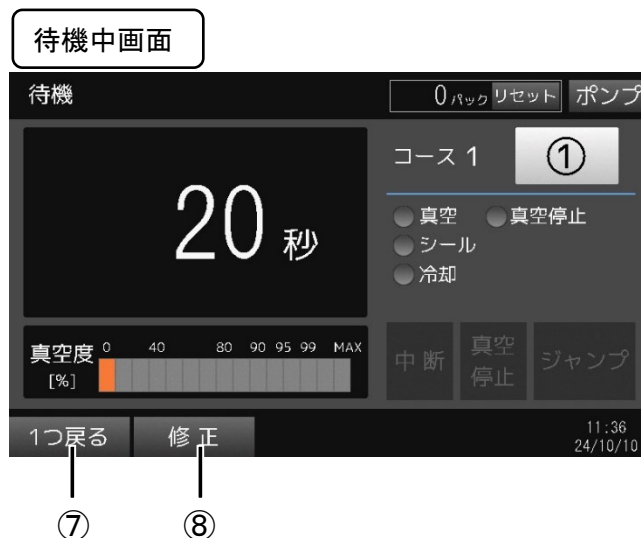 待機中画面
待機
0 パック リセット ポンプ
コース 1 ①
20 秒
真空 真空停止
シール
冷却
真空度 0 40 80 90 95 99 MAX
[%]
中断 真空停止 ジャンプ
1つ戻る 修正
11:36
24/10/10
⑦ ⑧